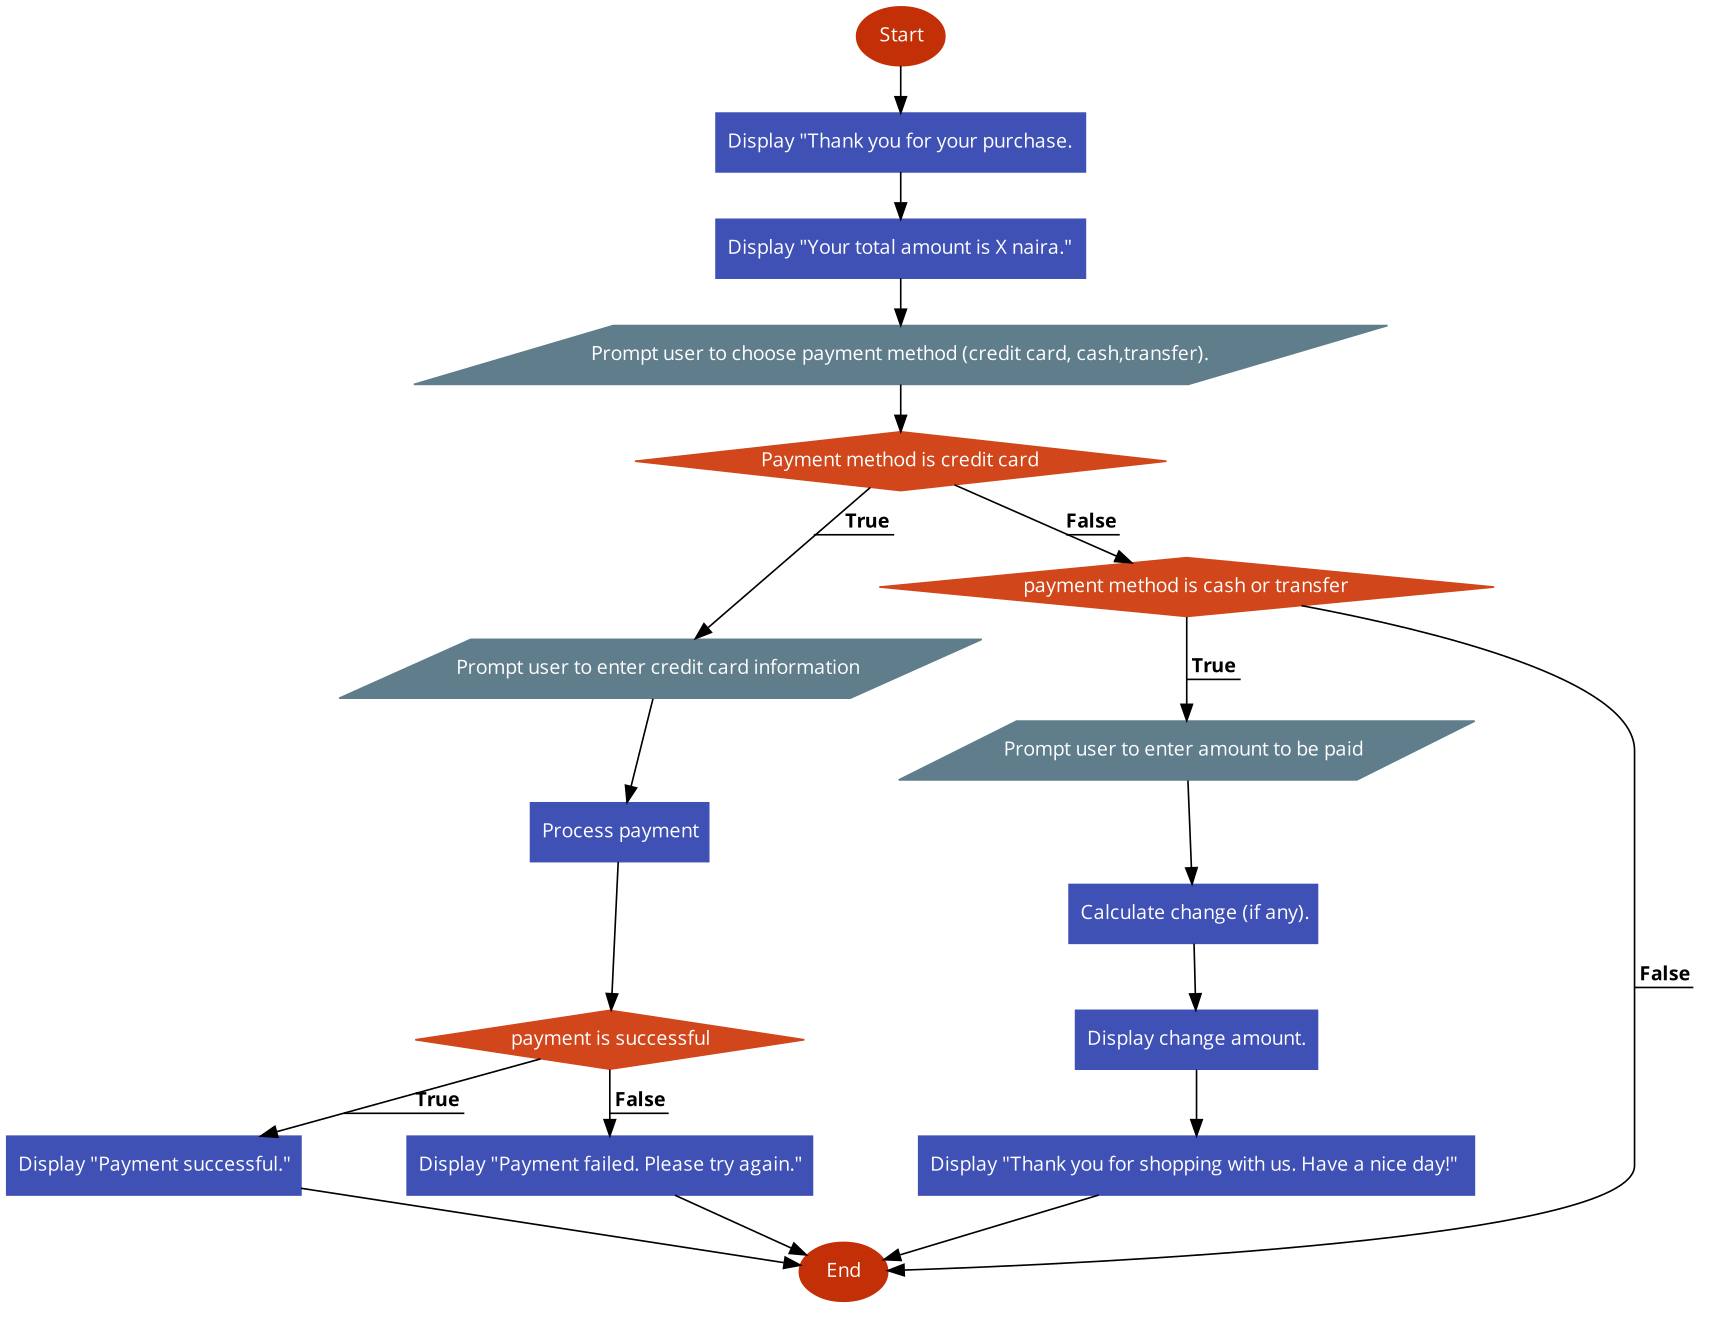 Start
Display "Thank you for your purchase.
Display "Your total amount is X naira."
Prompt user to choose payment method (credit card, cash,transfer).
Payment method is credit card
True
False
payment method is cash or transfer
Prompt user to enter credit card information
True
Prompt user to enter amount to be paid
Process payment
Calculate change (if any).
False
payment is successful
Display change amount.
True
False
Display "Payment successful."
Display "Payment failed. Please try again."
Display "Thank you for shopping with us. Have a nice day!"
End